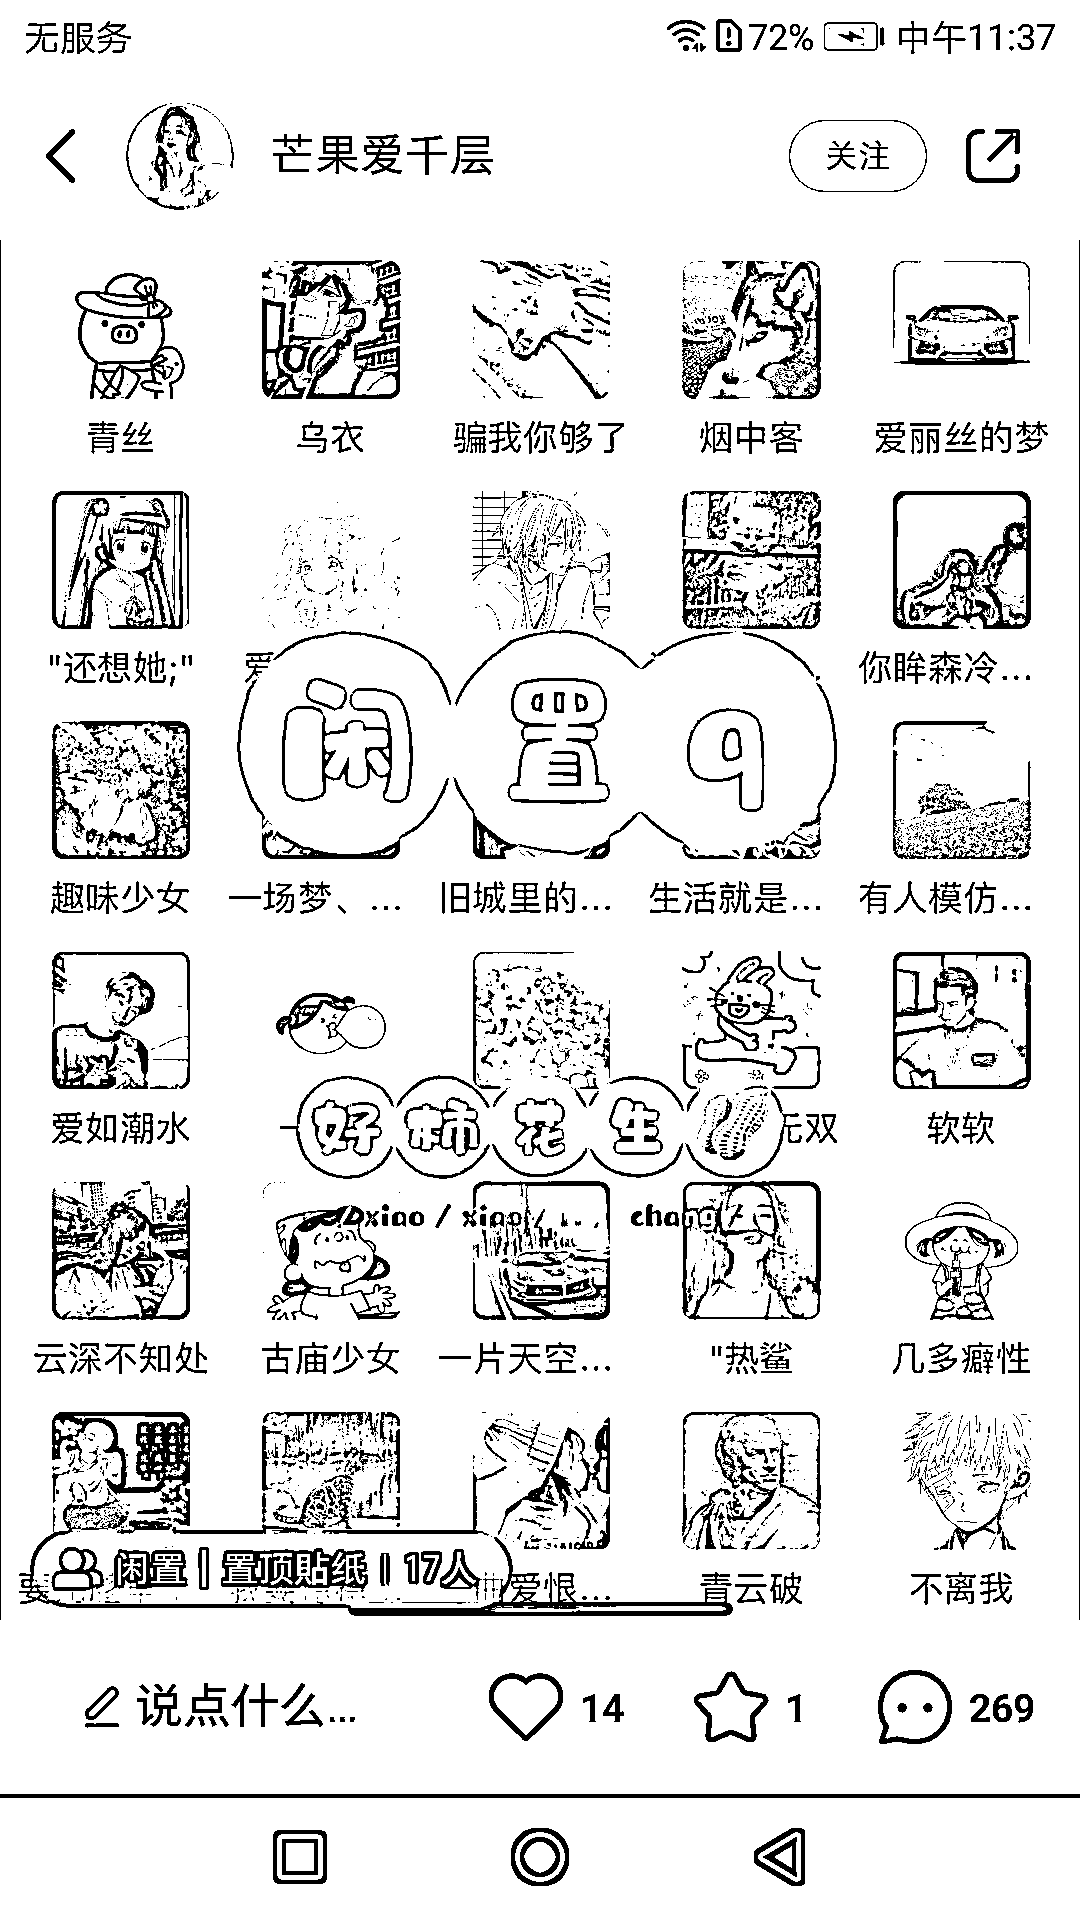 无服务 72% 中午11:37
芒果爱千层 关注
青丝 乌衣 骗我你够了 烟中客 爱丽丝的梦
"还想她;" 爱 你眸森冷...
闲置q
趣味少女 一场梦、... 旧城里的... 生活就是... 有人模仿...
爱如潮水 无双 软软
好柿花生
xiao / xiao / chang
云深不知处 古庙少女 一片天空... "热鲨 几多癖性
闲置 | 置顶贴纸 | 17人
爱恨... 青云破 不离我
说点什么... 14 1 269